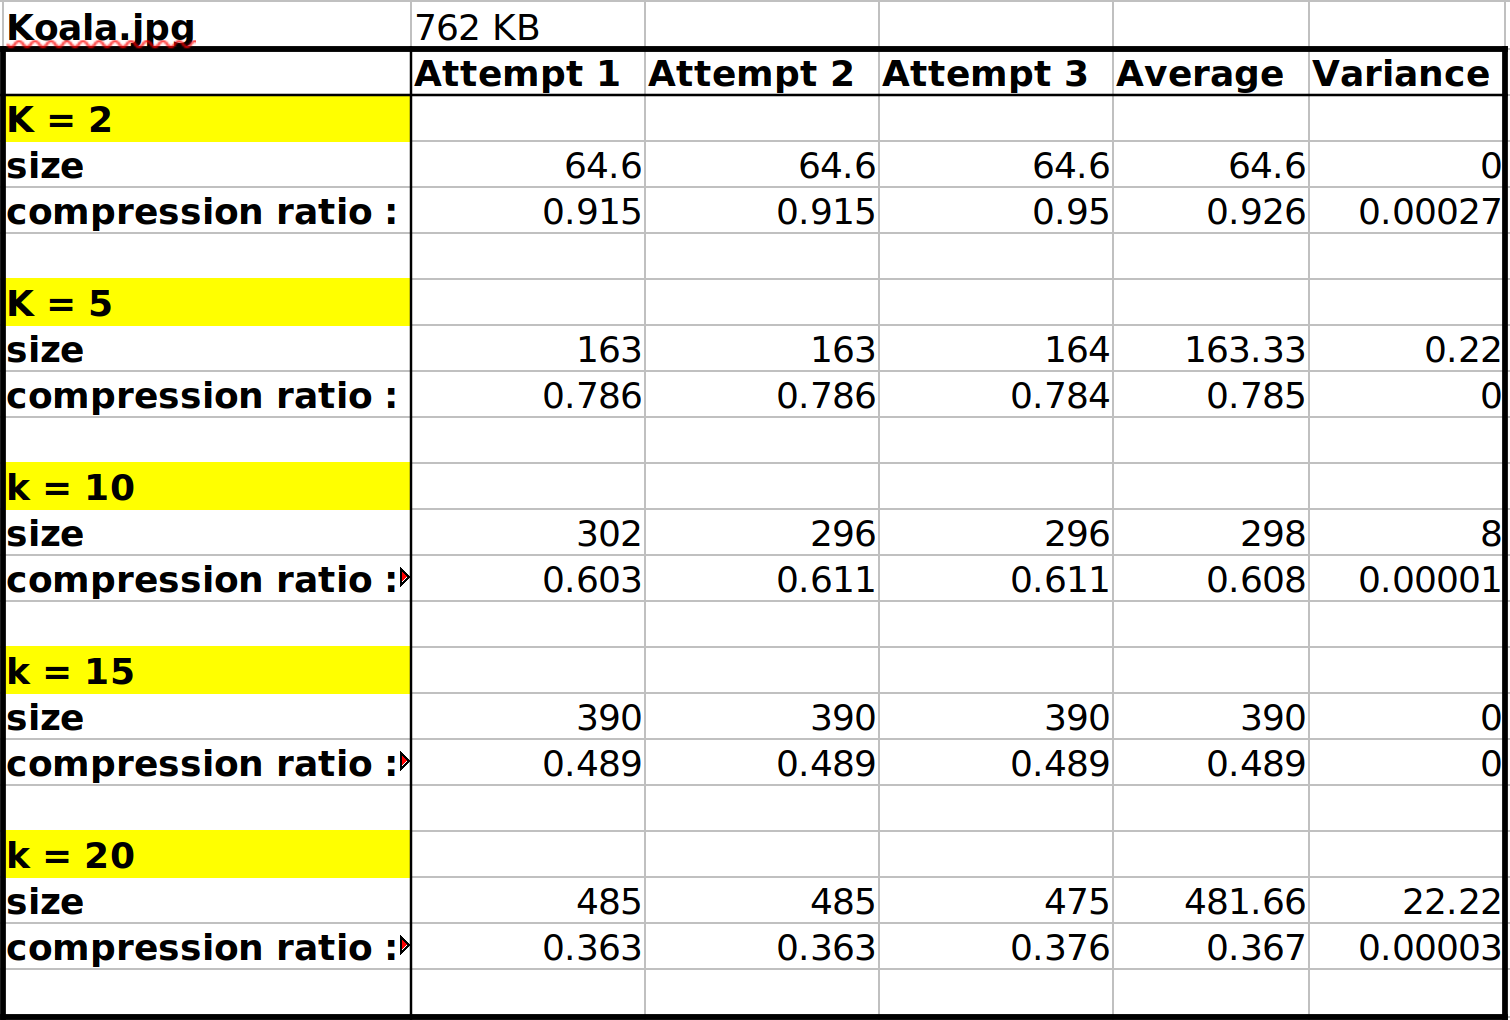 Koala.jpg 762 KB
Attempt 1 Attempt 2 Attempt 3 Average Variance
K = 2
size 64.6 64.6 64.6 64.6 0
compression ratio : 0.915 0.915 0.95 0.926 0.00027
K = 5
size 163 163 164 163.33 0.22
compression ratio : 0.786 0.786 0.784 0.785 0
k = 10
size 302 296 296 298 8
compression ratio : 0.603 0.611 0.611 0.608 0.00001
k = 15
size 390 390 390 390 0
compression ratio : 0.489 0.489 0.489 0.489 0
k = 20
size 485 485 475 481.66 22.22
compression ratio : 0.363 0.363 0.376 0.367 0.00003